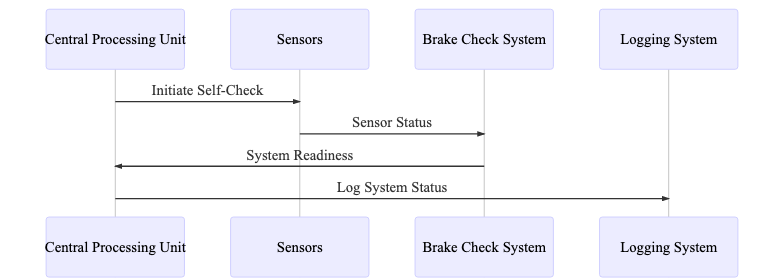 Central Processing Unit
Sensors
Brake Check System
Logging System
Initiate Self-Check
Sensor Status
System Readiness
Log System Status
Central Processing Unit
Sensors
Brake Check System
Logging System